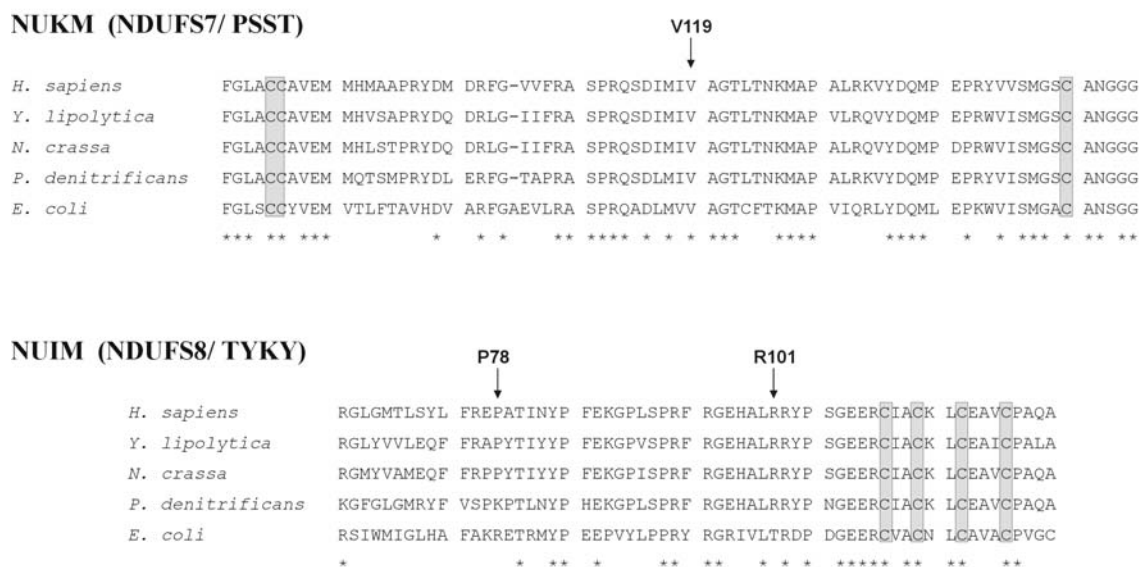 NUKM (NDUFS7/ PSST)
V119
H. sapiens FGLACCAVEM MHMAAPRYDM DRFG-VVFRA SPRQSDIMIV AGTLTNKMAP ALRKVYDQMP EPRYVVSMGSC ANGGG
Y. lipolytica FGLACCAVEM MHVSAPRYDQ DRLG-IIFRA SPRQSDIMIV AGTLTNKMAP VLRQVYDQMP EPRWVISMGSC ANGGG
N. crassa FGLACCAVEM MHLSTPRYDQ DRLG-IIFRA SPRQSDIMIV AGTLTNKMAP ALRQVYDQMP DPRWVISMGSC ANGGG
P. denitrificans FGLACCAVEM MQTSMPRYDL ERFG-TAPRA SPRQSDLMIV AGTLTNKMAP ALRKVYDQMP EPRYVISMGSC ANGGG
E. coli FGLSCCYVEM VTLFTAVHDV ARFGAEVLRA SPRQADLMVV AGTCFTKMAP VIQRLYDQML EPKWVISMGAC ANSGG
*** ** *** * * * ** **** * * * *** **** **** * * *** * ** **
NUIM (NDUFS8/ TYKY)
P78 R101
H. sapiens RGLGMTLSYL FREPATINYP FEKGPLSPRF RGEHALRRYP SGEERCIACK LCEAVCPAQA
Y. lipolytica RGLYVVLEQF FRAPYTIYYP FEKGPVSPRF RGEHALRRYP SGEERCIACK LCEAICPALA
N. crassa RGMYVAMEQF FRPPYTIYYP FEKGPISPRF RGEHALRRYP SGEERCIACK LCEAVCPAQA
P. denitrificans KGFGLGMRYF VSPKPTLNYP HEKGPLSPRF RGEHALRRYP NGEERCIACK LCEAVCPAQA
E. coli RSIWMIGLHA FAKRETRMYP EEPVYLPPRY RGRIVLTRDP DGEERCVACN LCAVACPVGC
* * ** * ** ** * * * ***** ** ** **